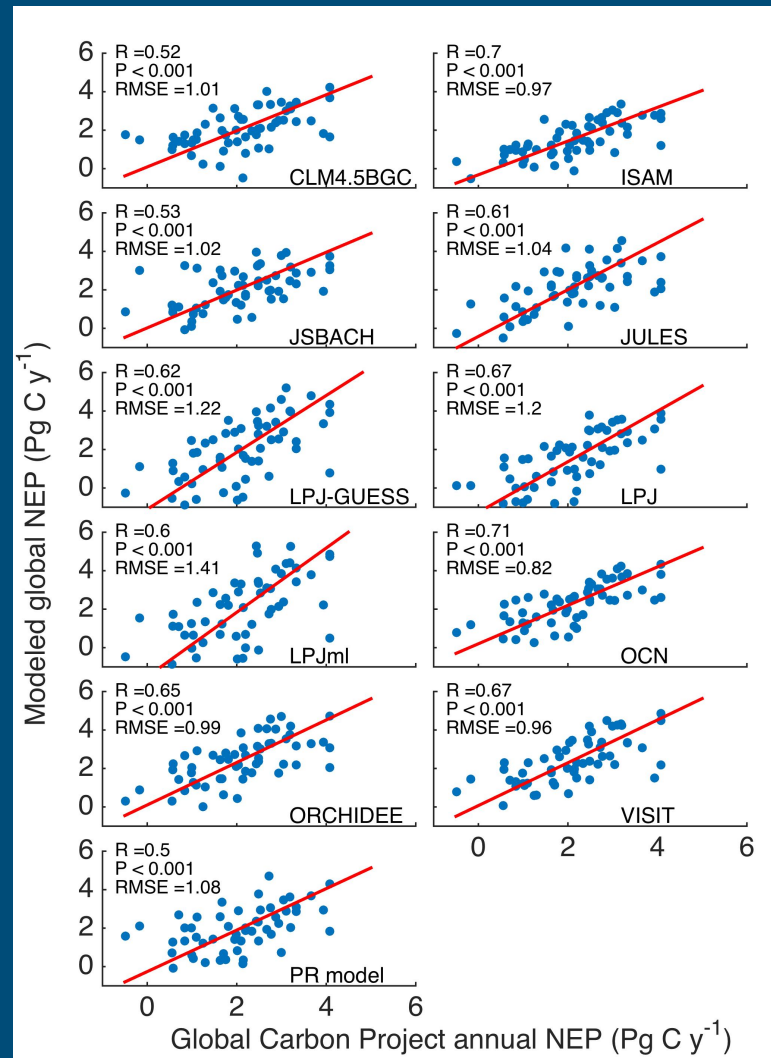 Modeled global NEP (Pg C y⁻¹)
6
4
2
0
R =0.52
P < 0.001
RMSE =1.01
CLM4.5BGC
R =0.7
P < 0.001
RMSE =0.97
ISAM
6
4
2
0
R =0.53
P < 0.001
RMSE =1.02
JSBACH
R =0.61
P < 0.001
RMSE =1.04
JULES
6
4
2
0
R =0.62
P < 0.001
RMSE =1.22
LPJ-GUESS
R =0.67
P < 0.001
RMSE =1.2
LPJ
6
4
2
0
R =0.6
P < 0.001
RMSE =1.41
LPJml
R =0.71
P < 0.001
RMSE =0.82
OCN
6
4
2
0
R =0.65
P < 0.001
RMSE =0.99
ORCHIDEE
R =0.67
P < 0.001
RMSE =0.96
VISIT
0 2 4 6
6
4
2
0
R =0.5
P < 0.001
RMSE =1.08
PR model
0 2 4 6
Global Carbon Project annual NEP (Pg C y⁻¹)